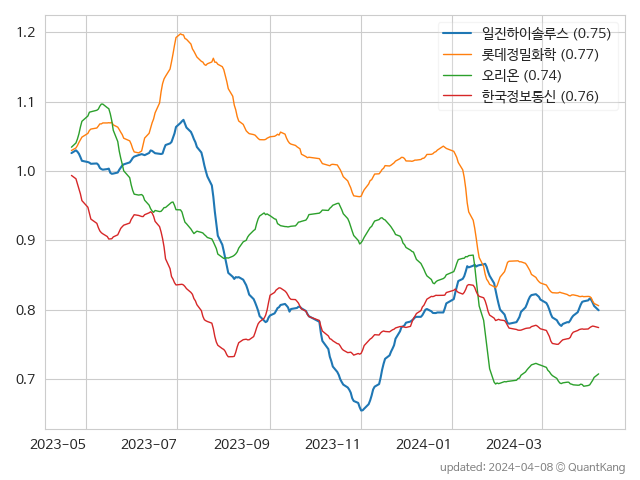 일진하이솔루스 (0.75)
롯데정밀화학 (0.77)
오리온 (0.74)
한국정보통신 (0.76)
1.2
1.1
1.0
0.9
0.8
0.7
2023-05 2023-07 2023-09 2023-11 2024-01 2024-03
updated: 2024-04-08 © QuantKang